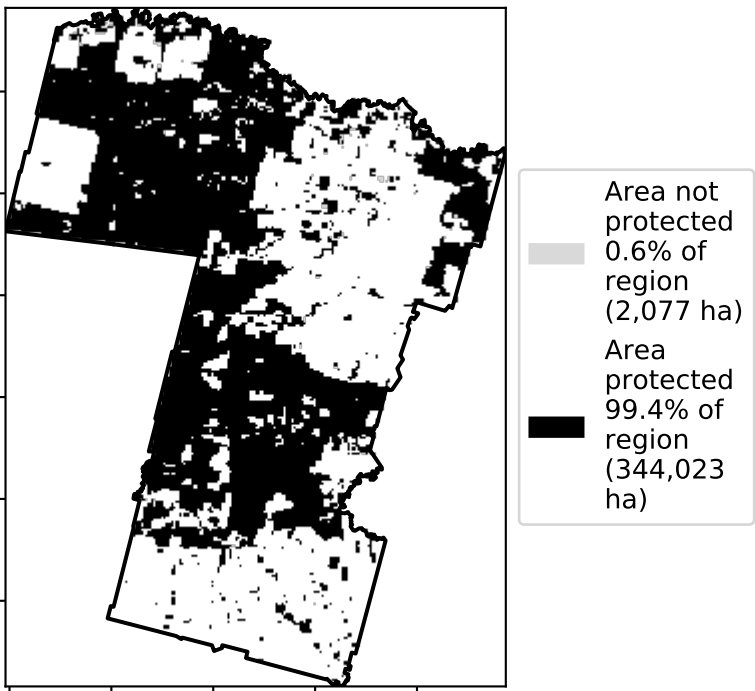 Area not
protected
0.6% of
region
(2,077 ha)
Area
protected
99.4% of
region
(344,023
ha)